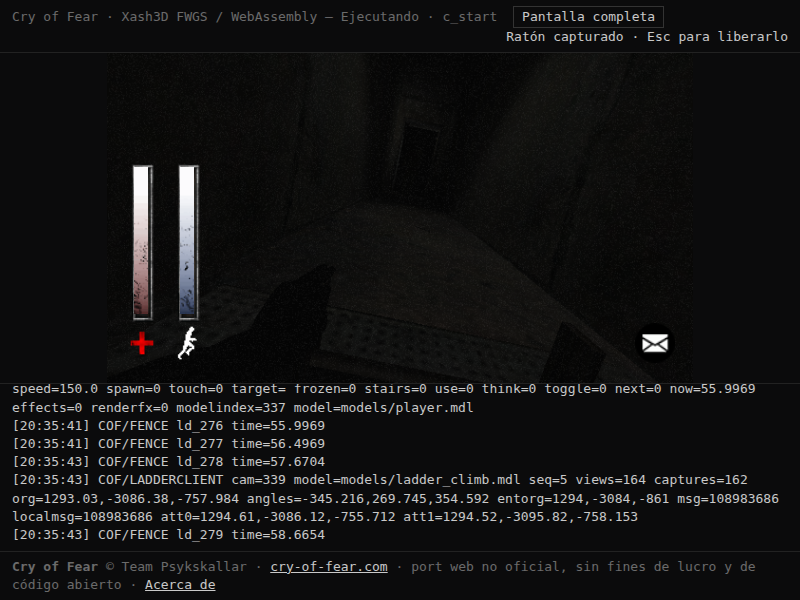 Cry of Fear · Xash3D FWGS / WebAssembly — Ejecutando · c_start
Pantalla completa
Ratón capturado · Esc para liberarlo
speed=150.0 spawn=0 touch=0 target= frozen=0 stairs=0 use=0 think=0 toggle=0 next=0 now=55.9969
effects=0 renderfx=0 modelindex=337 model=models/player.mdl
[20:35:41] COF/FENCE ld_276 time=55.9969
[20:35:41] COF/FENCE ld_277 time=56.4969
[20:35:43] COF/FENCE ld_278 time=57.6704
[20:35:43] COF/LADDERCLIENT cam=339 model=models/ladder_climb.mdl seq=5 views=164 captures=162
org=1293.03,-3086.38,-757.984 angles=-345.216,269.745,354.592 entorg=1294,-3084,-861 msg=108983686
localmsg=108983686 att0=1294.61,-3086.12,-755.712 att1=1294.52,-3095.82,-758.153
[20:35:43] COF/FENCE ld_279 time=58.6654
Cry of Fear © Team Psykskallar · cry-of-fear.com · port web no oficial, sin fines de lucro y de
código abierto · Acerca de